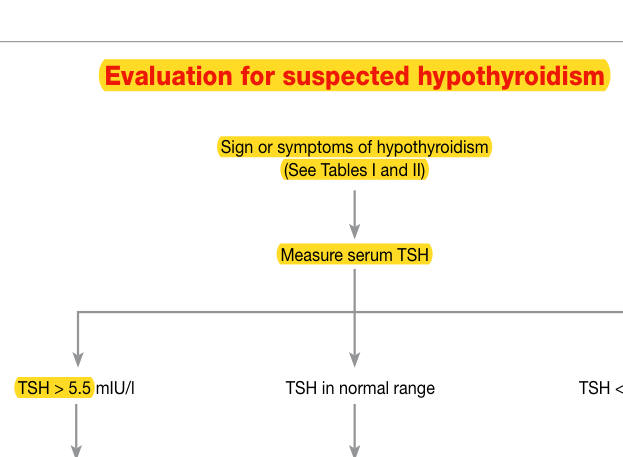 Evaluation for suspected hypothyroidism
Sign or symptoms of hypothyroidism
(See Tables I and II)
Measure serum TSH
TSH > 5.5 mIU/l
TSH in normal range
TSH <